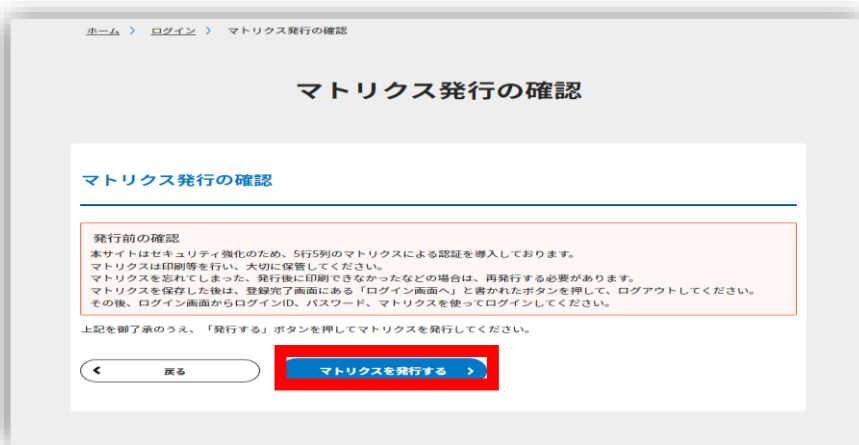 ホーム 〉 ログイン 〉 マトリクス発行の確認
マトリクス発行の確認
マトリクス発行の確認
発行前の確認
本サイトはセキュリティ強化のため、5行5列のマトリクスによる認証を導入しております。
マトリクスは印刷等を行い、大切に保管してください。
マトリクスを忘れてしまった、発行後に印刷できなかったなどの場合は、再発行する必要があります。
マトリクスを保存した後は、登録完了画面にある「ログイン画面へ」と書かれたボタンを押して、ログアウトしてください。
その後、ログイン画面からログインID、パスワード、マトリクスを使ってログインしてください。
上記を御了承のうえ、「発行する」ボタンを押してマトリクスを発行してください。
戻る
マトリクスを発行する